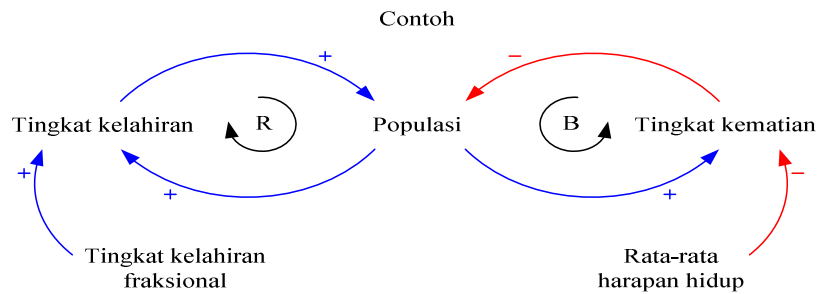 Contoh
+
−
Tingkat kelahiran
R
Populasi
B
Tingkat kematian
+
+
+
−
Tingkat kelahiran
fraksional
Rata-rata
harapan hidup